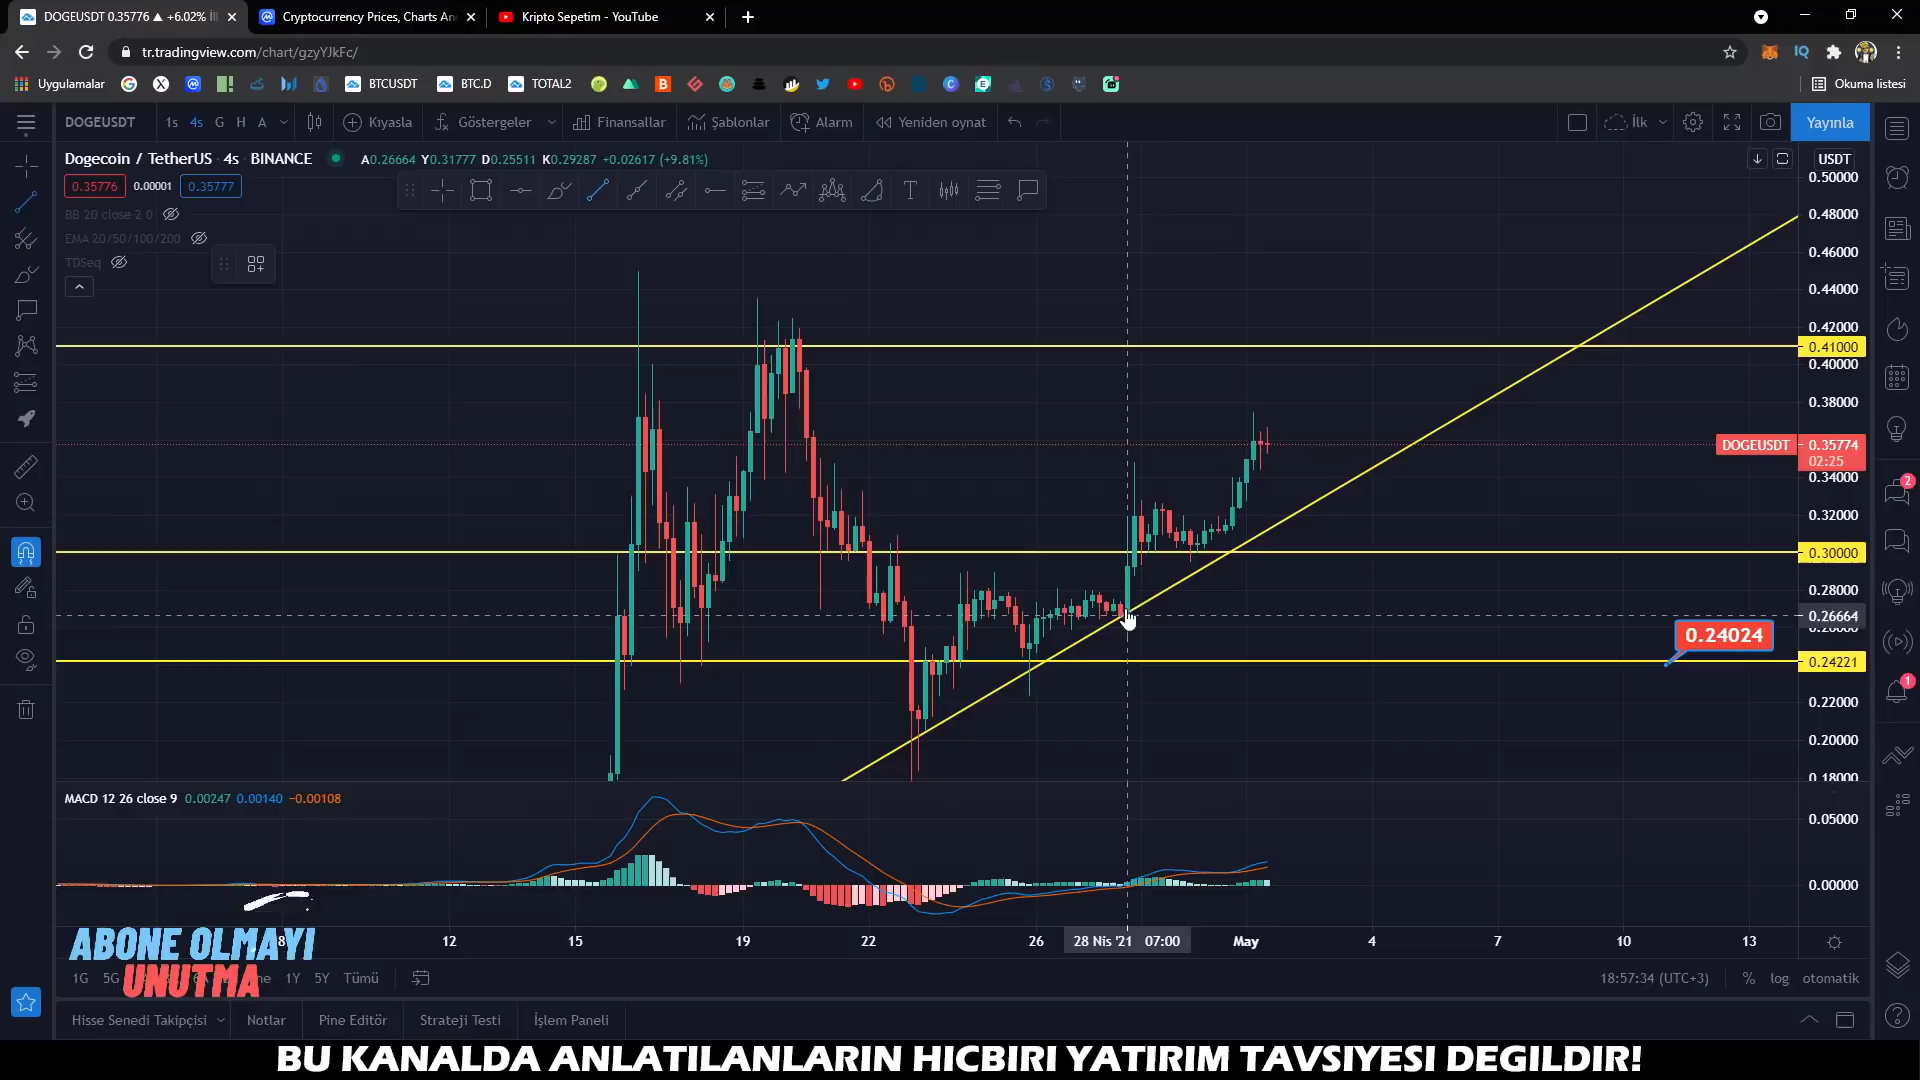 DOGEUSDT 0.35776 ▲ +6.02%
Cryptocurrency Prices, Charts An
Kripto Sepetim - YouTube
tr.tradingview.com/chart/gzyYJkFc/
Uygulamalar
BTCUSDT
BTC.D
TOTAL2
Okuma listesi
DOGEUSDT 1s 4s G H A
Kıyasla
Göstergeler
Finansallar
Şablonlar
Alarm
Yeniden oynat
İlk
Yayınla
Dogecoin / TetherUS 4s · BINANCE
A0.26664 Y0.31777 D0.25511 K0.29287 +0.02617 (+9.81%)
USDT
0.35776 0.00001 0.35777
BB 20 close 2 0
EMA 20/50/100/200
TDSeq
0.50000
0.48000
0.46000
0.44000
0.42000
0.41000
0.40000
0.38000
DOGEUSDT 0.35774
02:25
0.34000
0.32000
0.30000
0.28000
0.26664
0.26000
0.24024
0.24221
0.22000
0.20000
0.18000
MACD 12 26 close 9 0.00247 0.00140 −0.00108
0.05000
0.00000
12 15 19 22 26 28 Nis '21 07:00 May 4 7 10 13
ABONE OLMAYI
UNUTMA
1G 5G 1Y 5Y Tümü
18:57:34 (UTC+3)
% log otomatik
Hisse Senedi Takipçisi
Notlar
Pine Editör
Strateji Testi
İşlem Paneli
BU KANALDA ANLATILANLARIN HICBIRI YATIRIM TAVSIYESI DEGILDIR!